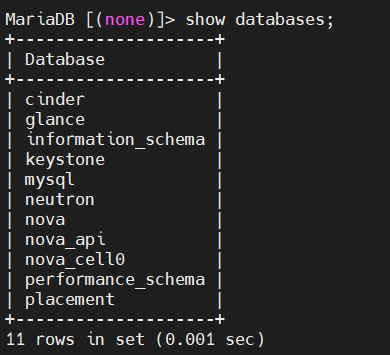 MariaDB [(none)]> show databases;
+--------------------+
| Database           |
+--------------------+
| cinder             |
| glance             |
| information_schema |
| keystone           |
| mysql              |
| neutron            |
| nova               |
| nova_api           |
| nova_cell0         |
| performance_schema |
| placement          |
+--------------------+
11 rows in set (0.001 sec)